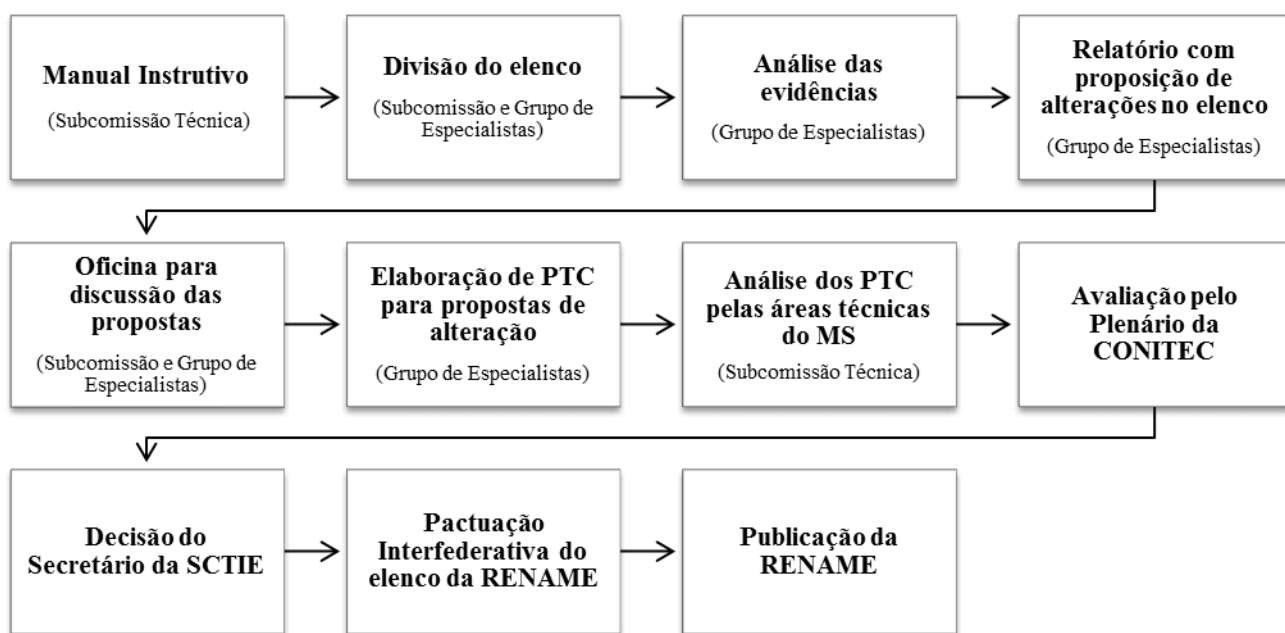 Manual Instrutivo
(Subcomissão Técnica)
Divisão do elenco
(Subcomissão e Grupo de
Especialistas)
Análise das
evidências
(Grupo de Especialistas)
Relatório com
proposição de
alterações no elenco
(Grupo de Especialistas)
Oficina para
discussão das
propostas
(Subcomissão e Grupo de
Especialistas)
Elaboração de PTC
para propostas de
alteração
(Grupo de Especialistas)
Análise dos PTC
pelas áreas técnicas
do MS
(Subcomissão Técnica)
Avaliação pelo
Plenário da
CONITEC
Decisão do
Secretário da SCTIE
Pactuação
Interfederativa do
elenco da RENAME
Publicação da
RENAME